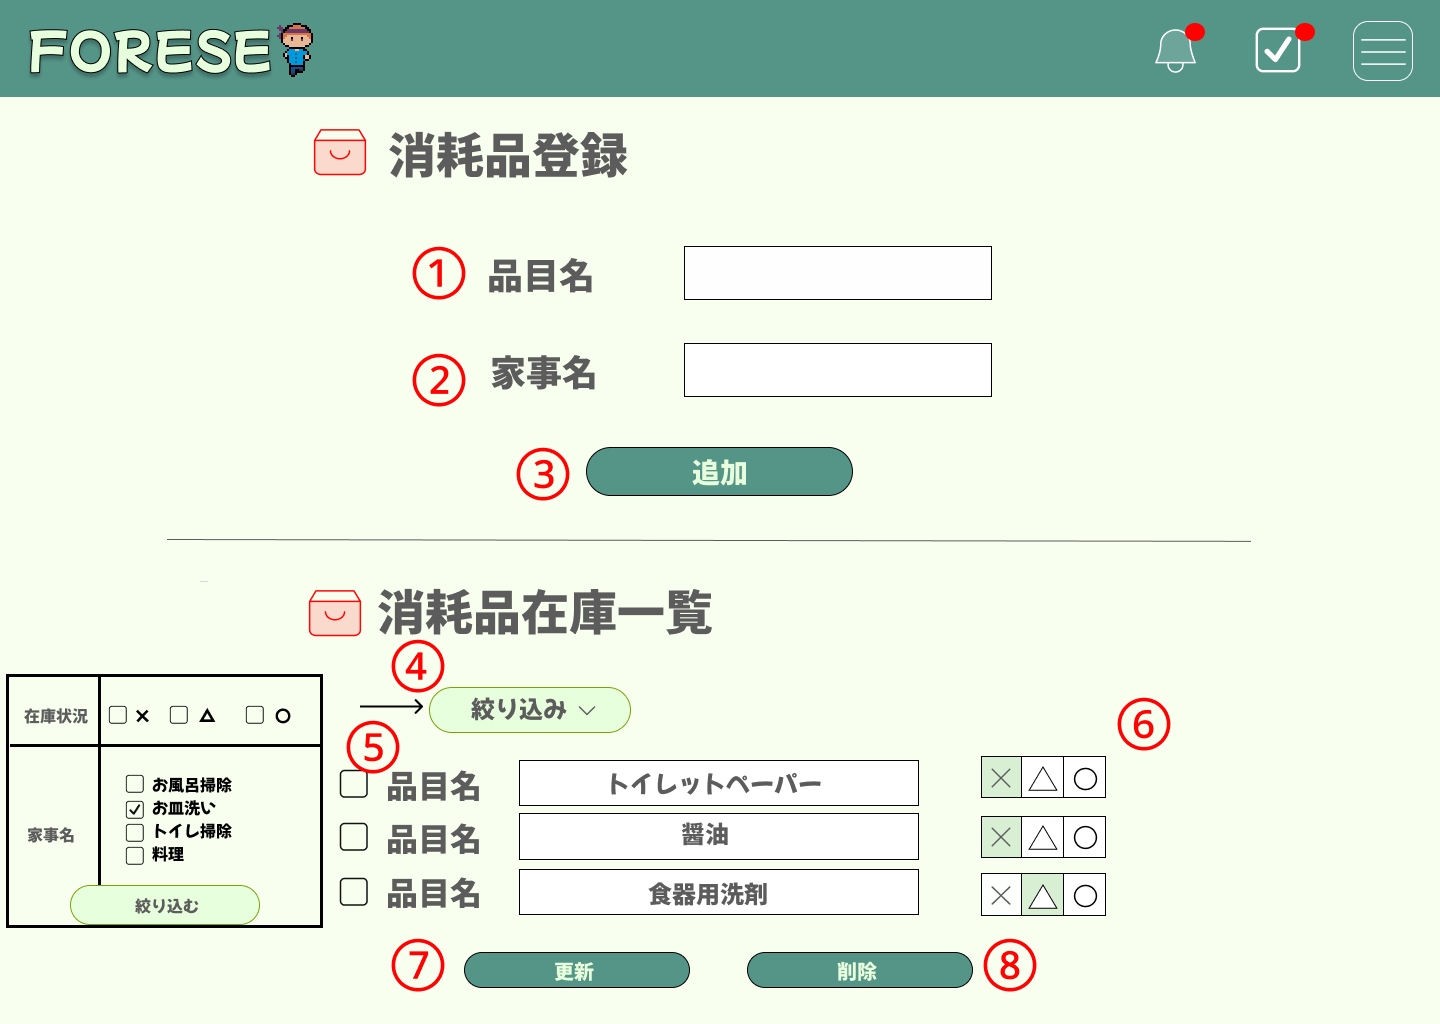 FORESE
消耗品登録
① 品目名
② 家事名
③ 追加
消耗品在庫一覧
④
絞り込み
⑤
⑥
在庫状況 × △ ○
家事名
お風呂掃除
お皿洗い
トイレ掃除
料理
絞り込む
品目名 トイレットペーパー × △ ○
品目名 醤油 × △ ○
品目名 食器用洗剤 × △ ○
⑦ 更新 削除 ⑧